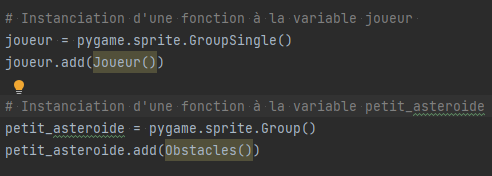 # Instanciation d'une fonction à la variable joueur
joueur = pygame.sprite.GroupSingle()
joueur.add(Joueur())
# Instanciation d'une fonction à la variable petit_asteroide
petit_asteroide = pygame.sprite.Group()
petit_asteroide.add(Obstacles())